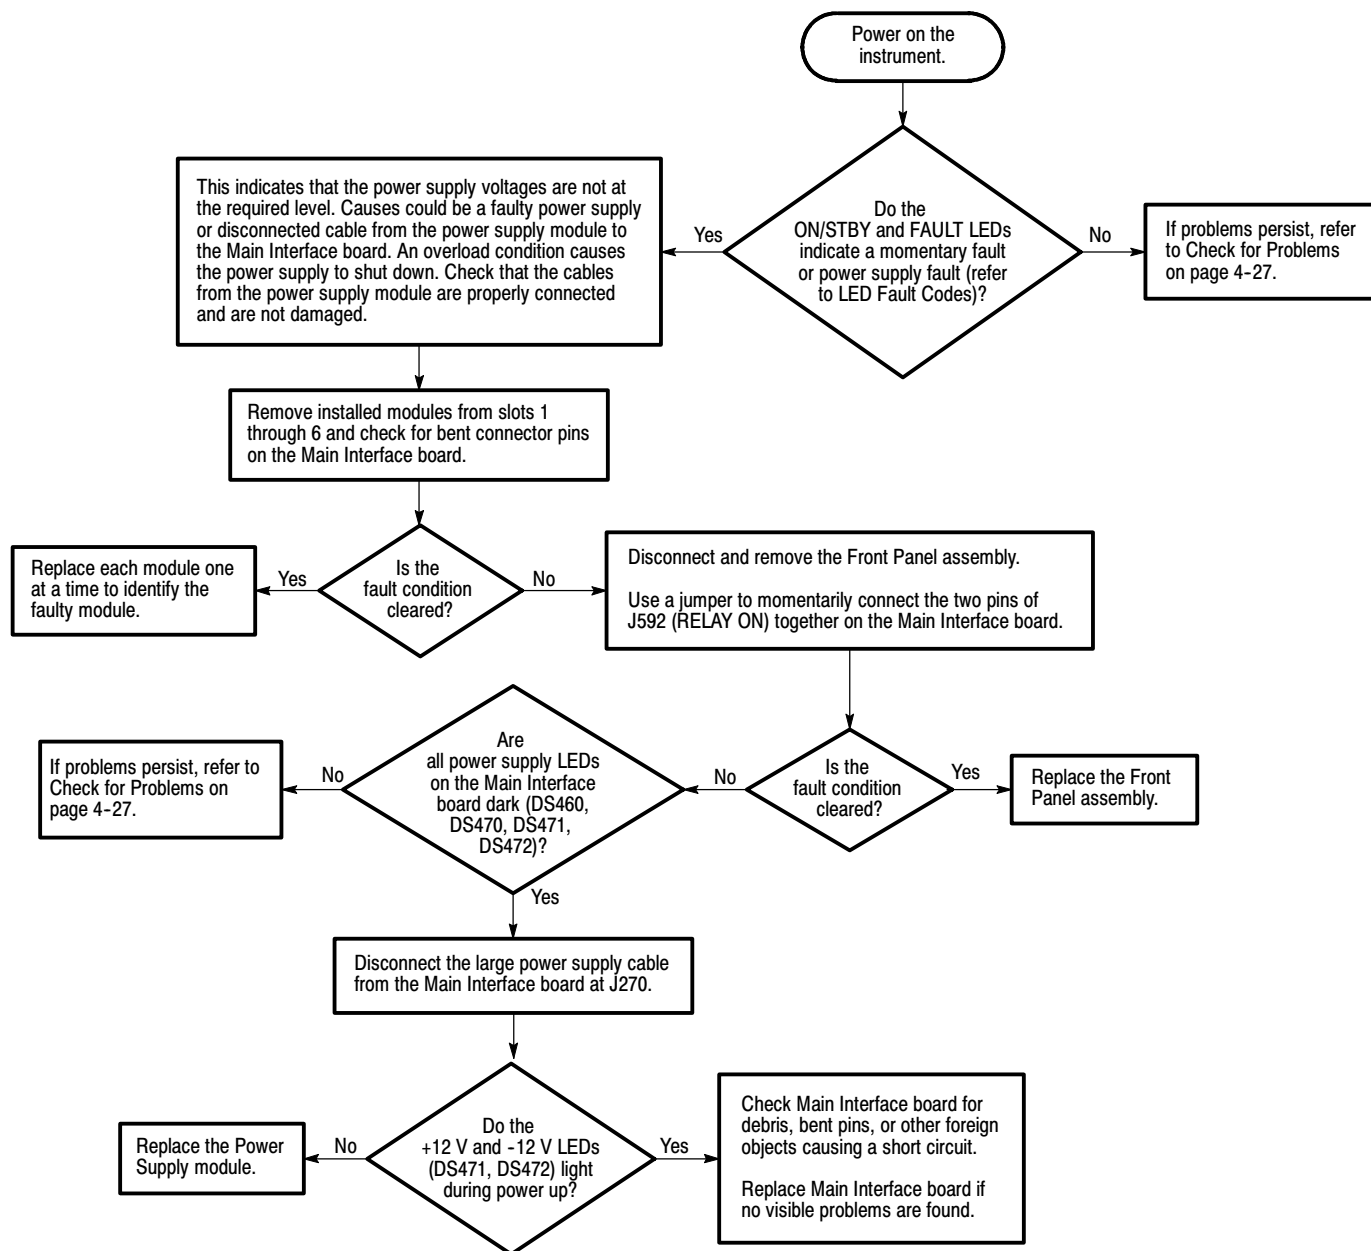 Power on the
instrument.
This indicates that the power supply voltages are not at
the required level. Causes could be a faulty power supply
or disconnected cable from the power supply module to
the Main Interface board. An overload condition causes
the power supply to shut down. Check that the cables
from the power supply module are properly connected
and are not damaged.
Yes
Do the
ON/STBY and FAULT LEDs
indicate a momentary fault
or power supply fault (refer
to LED Fault Codes)?
No
If problems persist, refer
to Check for Problems
on page 4-27.
Remove installed modules from slots 1
through 6 and check for bent connector pins
on the Main Interface board.
Replace each module one
at a time to identify the
faulty module.
Yes
Is the
fault condition
cleared?
No
Disconnect and remove the Front Panel assembly.
Use a jumper to momentarily connect the two pins of
J592 (RELAY ON) together on the Main Interface board.
If problems persist, refer to
Check for Problems on
page 4-27.
No
Are
all power supply LEDs
on the Main Interface
board dark (DS460,
DS470, DS471,
DS472)?
No
Is the
fault condition
cleared?
Yes
Replace the Front
Panel assembly.
Yes
Disconnect the large power supply cable
from the Main Interface board at J270.
Replace the Power
Supply module.
No
Do the
+12 V and -12 V LEDs
(DS471, DS472) light
during power up?
Yes
Check Main Interface board for
debris, bent pins, or other foreign
objects causing a short circuit.
Replace Main Interface board if
no visible problems are found.